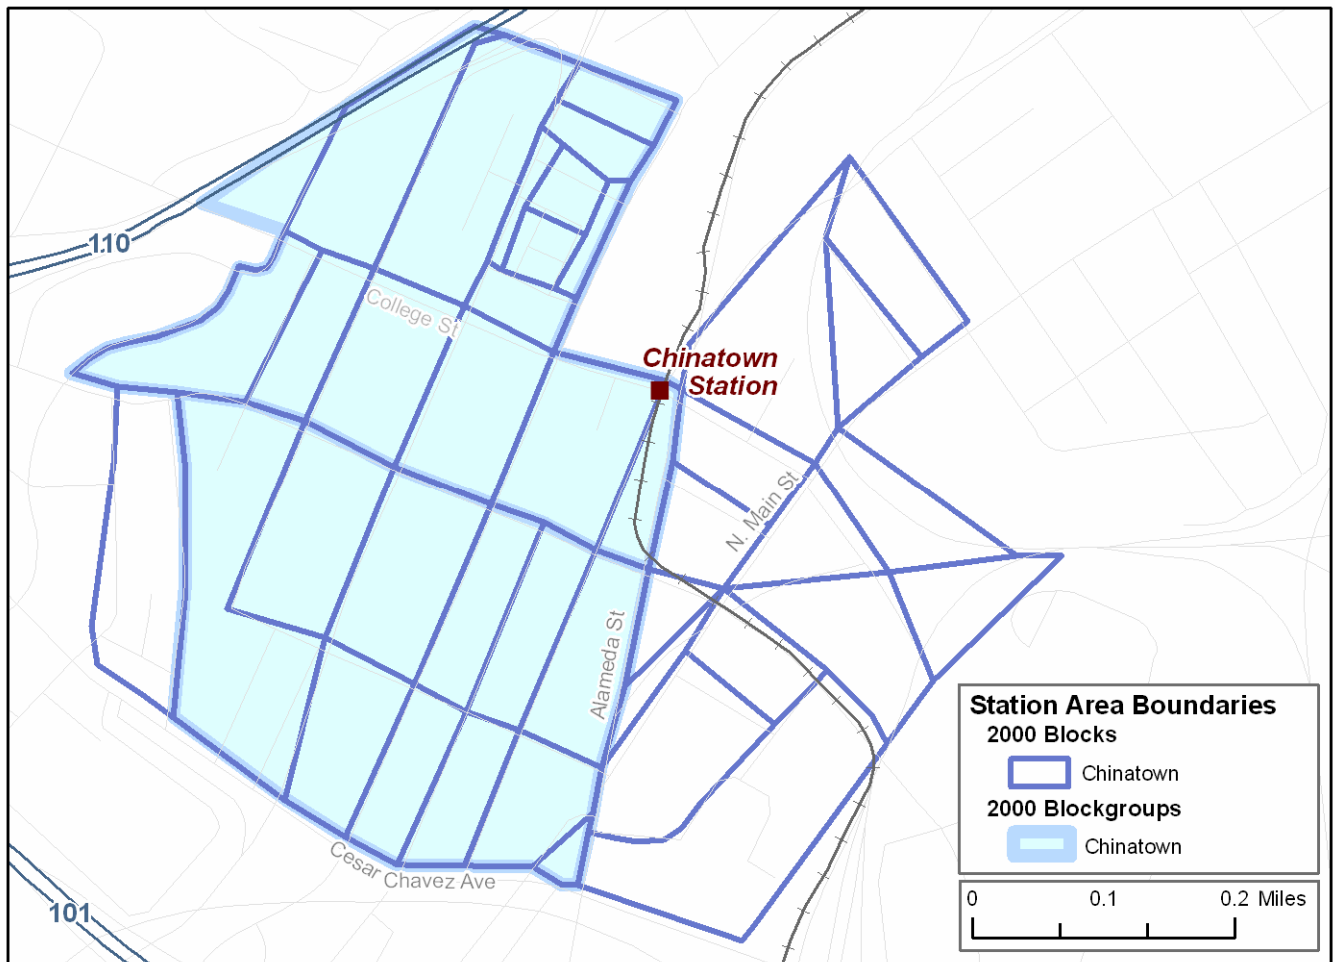 110
College St
Chinatown
Station
N. Main St
Alameda St
Cesar Chavez Ave
101
Station Area Boundaries
2000 Blocks
Chinatown
2000 Blockgroups
Chinatown
0 0.1 0.2 Miles